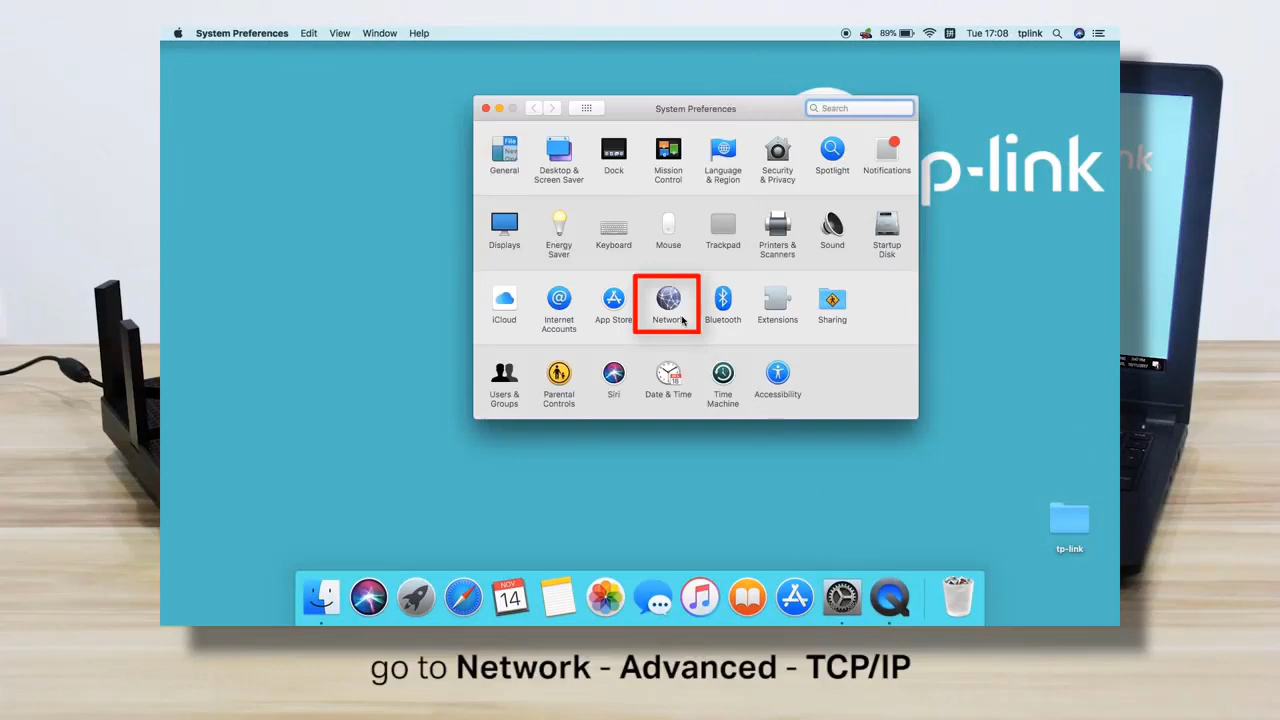 System Preferences Edit View Window Help
89% Tue 17:08 tplink
System Preferences
Search
General
Desktop &
Screen Saver
Dock
Mission
Control
Language
& Region
Security
& Privacy
Spotlight
Notifications
Displays
Energy
Saver
Keyboard
Mouse
Trackpad
Printers &
Scanners
Sound
Startup
Disk
iCloud
Internet
Accounts
App Store
Network
Bluetooth
Extensions
Sharing
Users &
Groups
Parental
Controls
Siri
Date & Time
Time
Machine
Accessibility
p-link
tp-link
NOV
14
go to Network - Advanced - TCP/IP